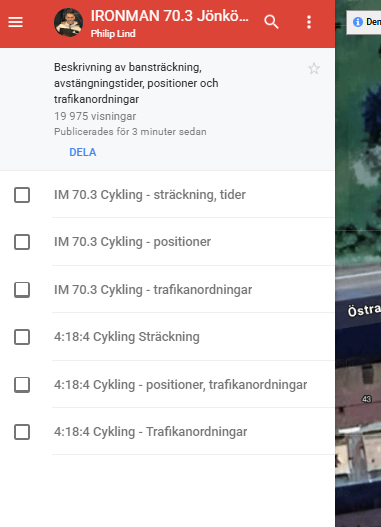 IRONMAN 70.3 Jönkö...
Philip Lind
Beskrivning av bansträckning,
avstängningstider, positioner och
trafikanordningar
19 975 visningar
Publicerades för 3 minuter sedan
DELA
IM 70.3 Cykling - sträckning, tider
IM 70.3 Cykling - positioner
IM 70.3 Cykling - trafikanordningar
4:18:4 Cykling Sträckning
4:18:4 Cykling - positioner, trafikanordningar
4:18:4 Cykling - Trafikanordningar
Den
Östra
43